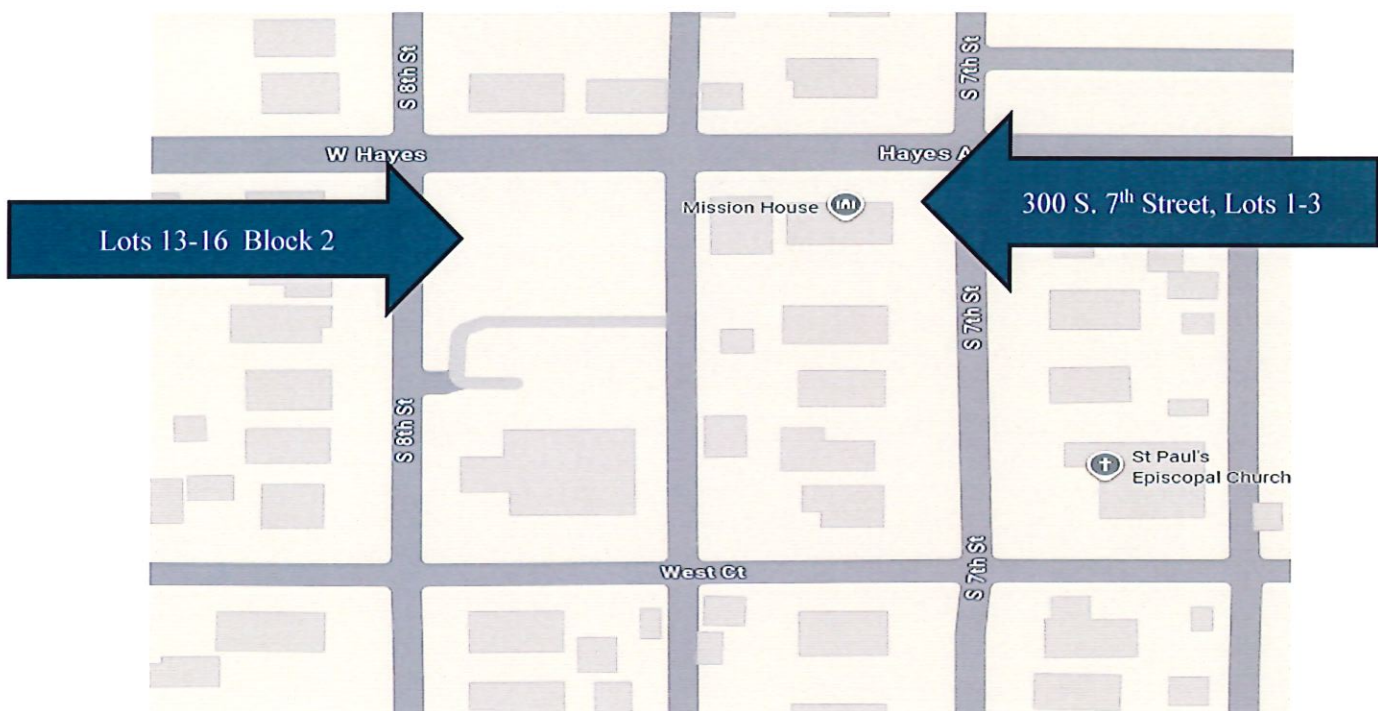 S 8th St
S 7th St
W Hayes
Hayes A
Mission House
300 S. 7th Street, Lots 1-3
Lots 13-16 Block 2
S 7th St
S 8th St
St Paul's
Episcopal Church
West Ct
S 7th St